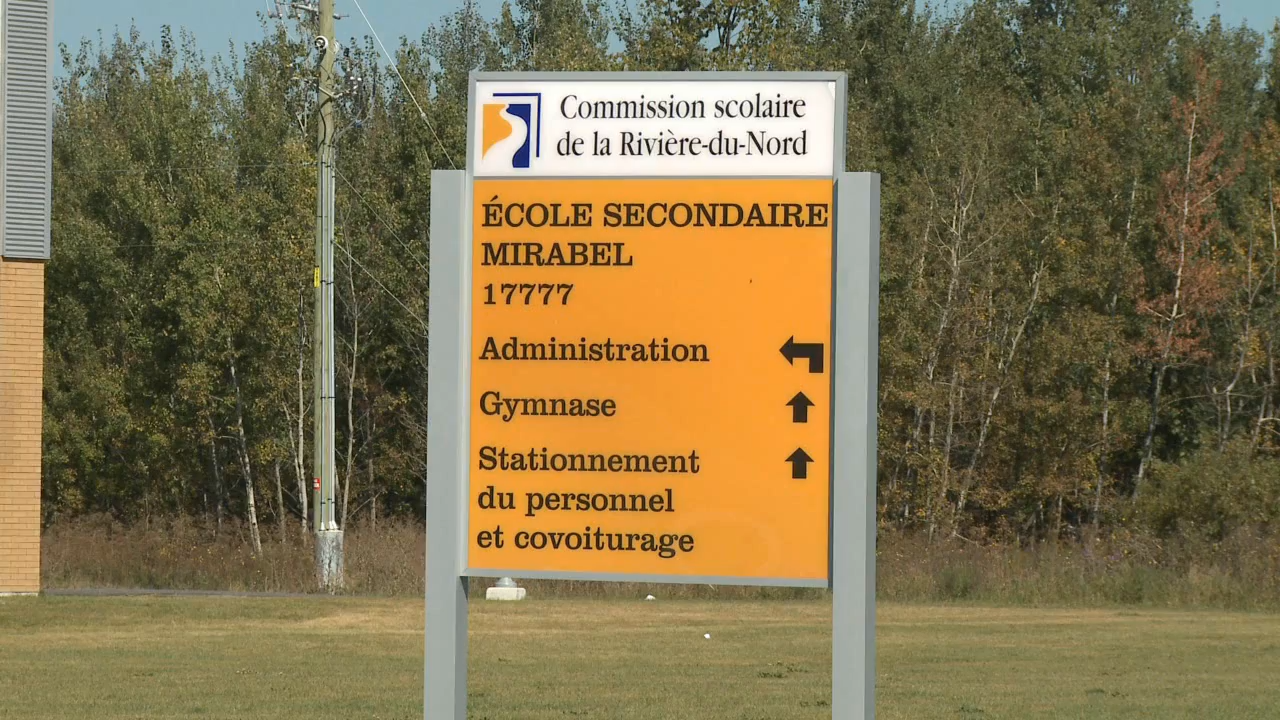 Commission scolaire
de la Rivière-du-Nord
ÉCOLE SECONDAIRE
MIRABEL
17777
Administration
Gymnase
Stationnement
du personnel
et covoiturage